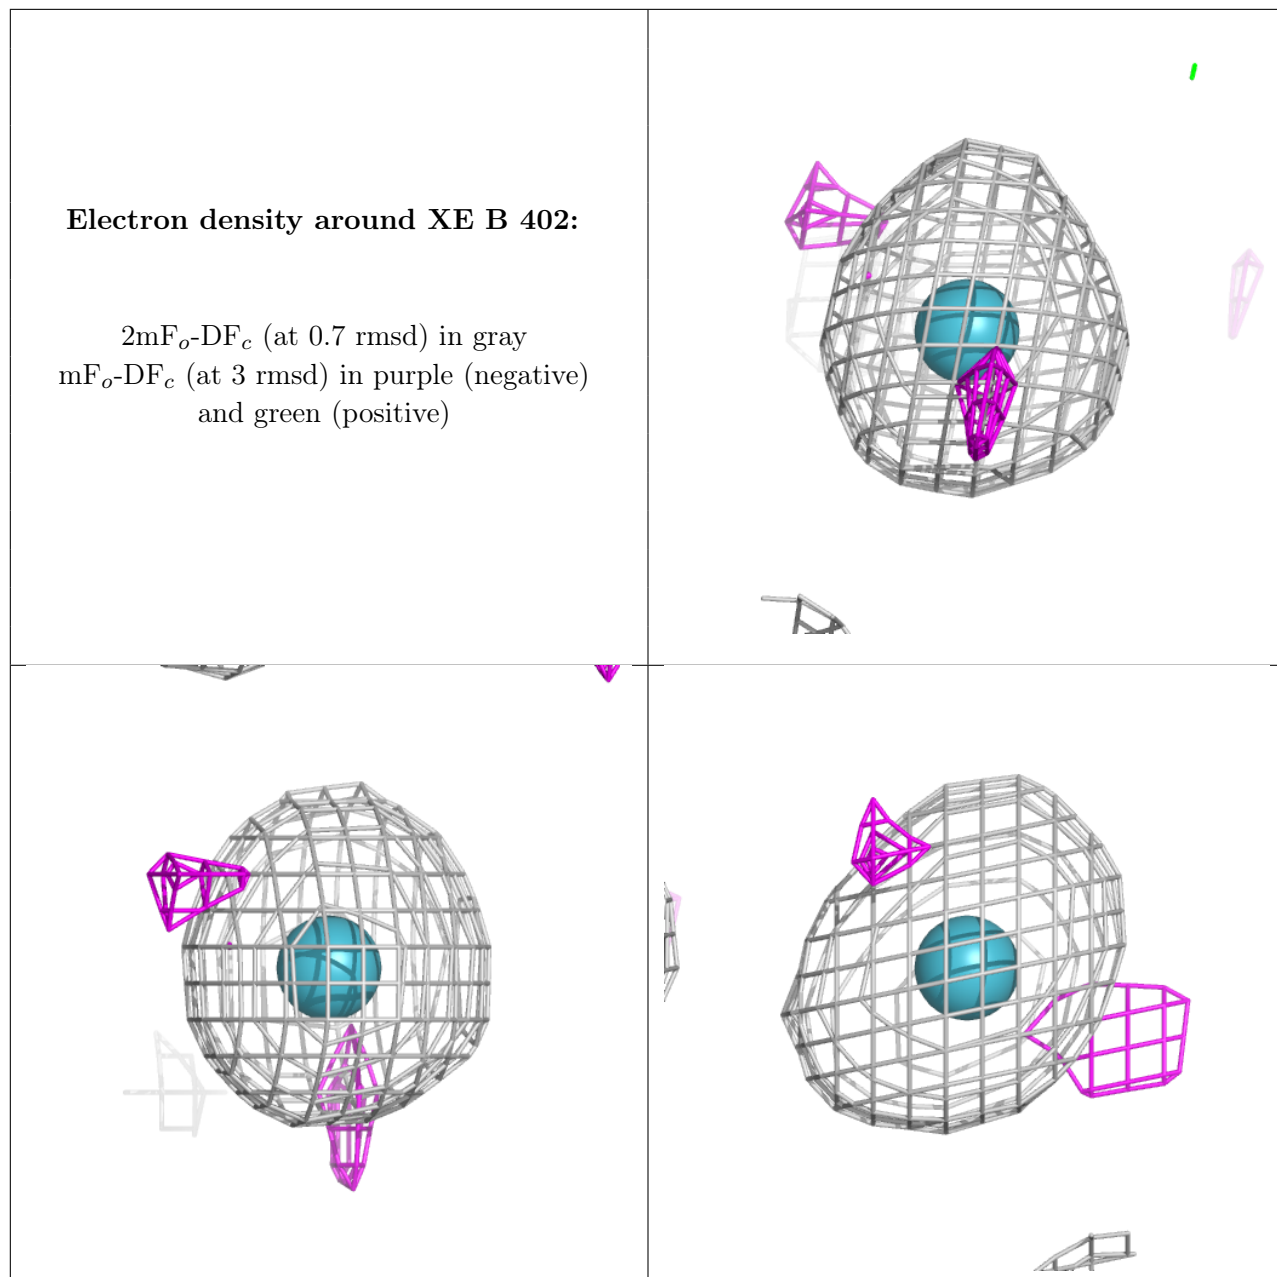 Electron density around XE B 402:
2mFo-DFc (at 0.7 rmsd) in gray
mFo-DFc (at 3 rmsd) in purple (negative)
and green (positive)